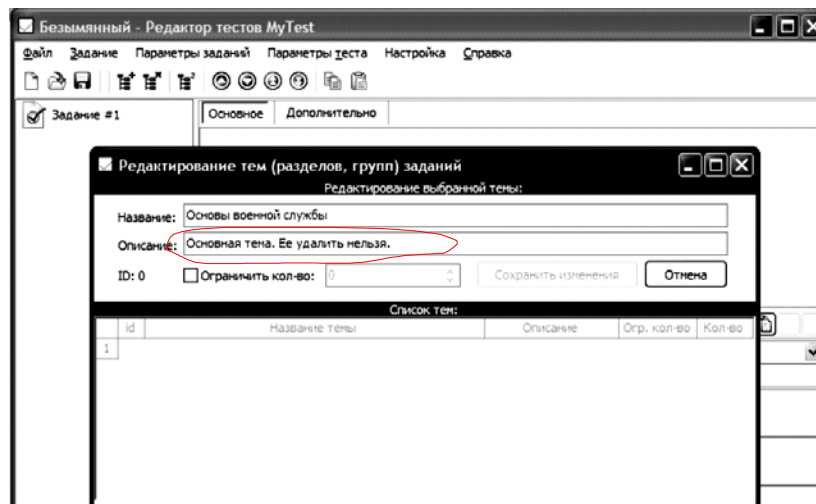 Безымянный - Редактор тестов MyTest
Файл Задание Параметры заданий Параметры теста Настройка Справка
Задание #1
Основное Дополнительно
Редактирование тем (разделов, групп) заданий
Редактирование выбранной темы:
Название: Основы военной службы
Описание: Основная тема. Ее удалить нельзя.
ID: 0 Ограничить кол-во: 0 Сохранить изменения Отмена
Список тем:
id Название темы Описание Огр. кол-во Кол-во
1